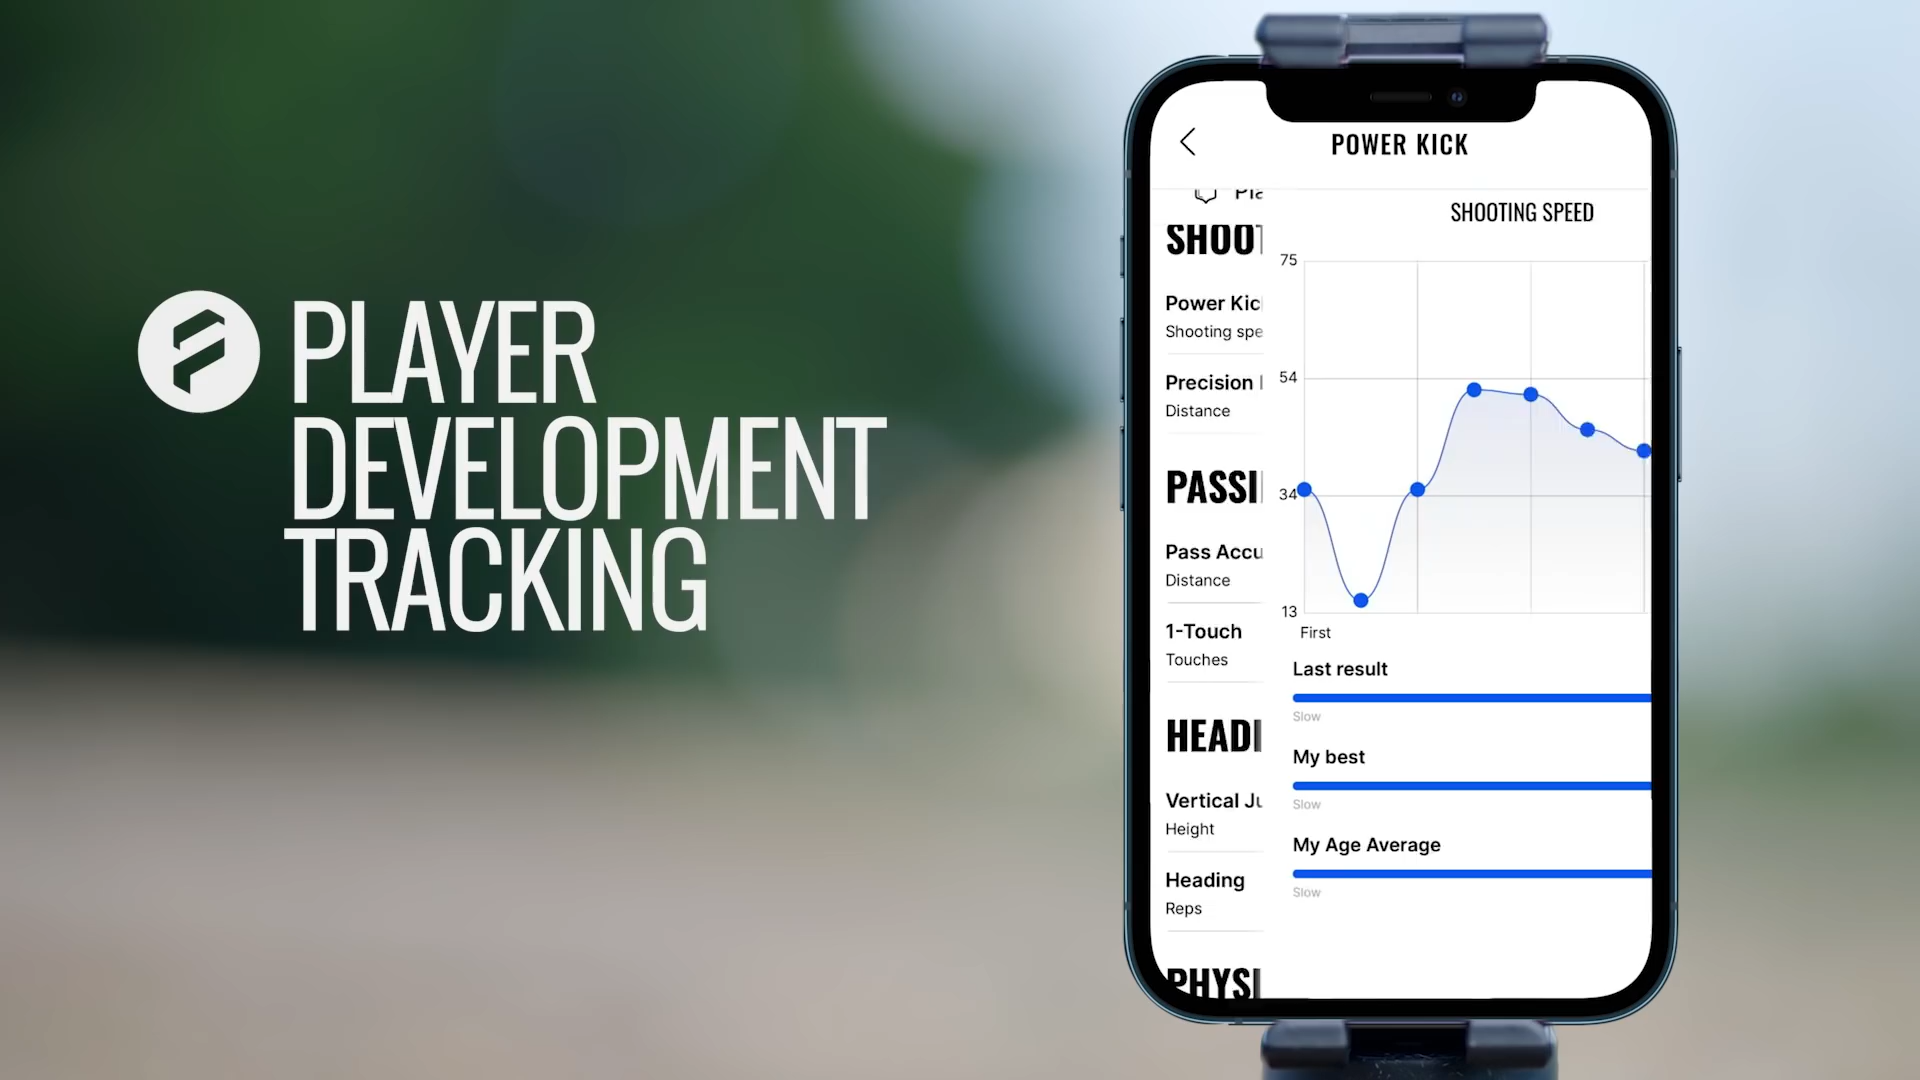 PLAYER
DEVELOPMENT
TRACKING
POWER KICK
SHOOT
Power Kic
Shooting spe
Precision
Distance
PASSI
Pass Accu
Distance
1-Touch
Touches
HEADI
Vertical Ju
Height
Heading
Reps
PHYSI
SHOOTING SPEED
75
54
34
13
First
Last result
Slow
My best
Slow
My Age Average
Slow